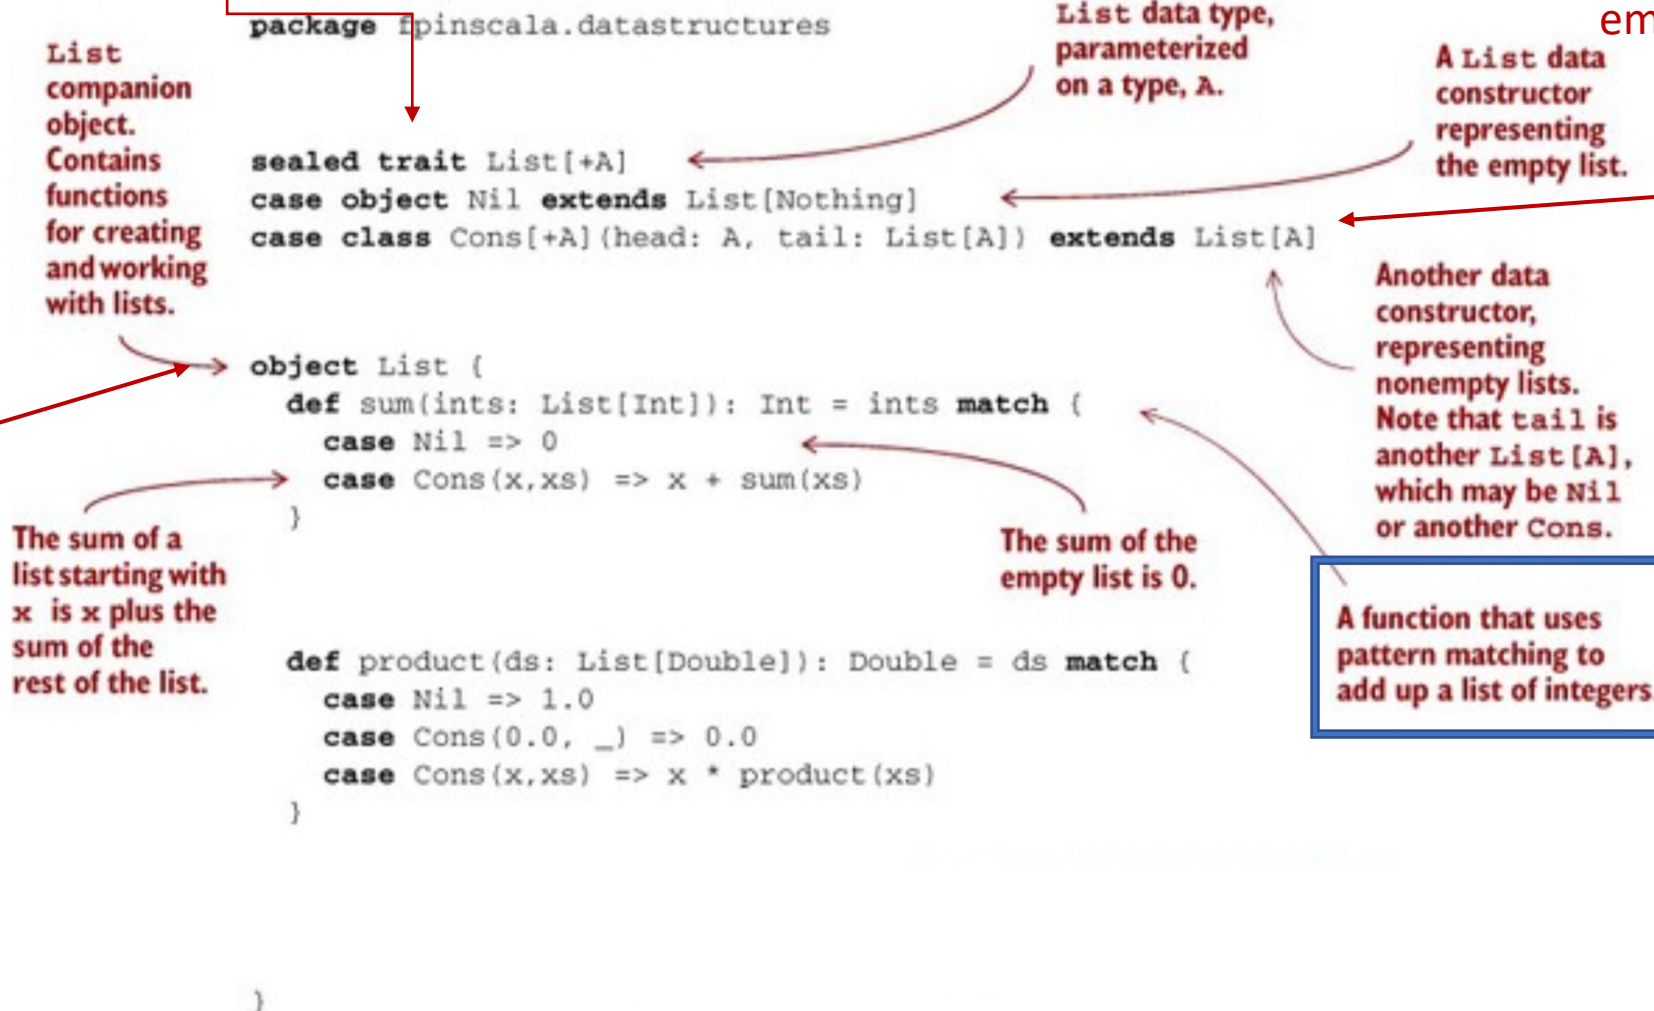 package fpinscala.datastructures
List
companion
object.
Contains
functions
for creating
and working
with lists.
List data type,
parameterized
on a type, A.
A List data
constructor
representing
the empty list.
sealed trait List[+A]
case object Nil extends List[Nothing]
case class Cons[+A](head: A, tail: List[A]) extends List[A]
Another data
constructor,
representing
nonempty lists.
Note that tail is
another List[A],
which may be Nil
or another Cons.
object List {
def sum(ints: List[Int]): Int = ints match {
case Nil => 0
case Cons(x,xs) => x + sum(xs)
}
The sum of a
list starting with
x is x plus the
sum of the
rest of the list.
The sum of the
empty list is 0.
A function that uses
pattern matching to
add up a list of integers
def product(ds: List[Double]): Double = ds match {
case Nil => 1.0
case Cons(0.0, _) => 0.0
case Cons(x,xs) => x * product(xs)
}
}